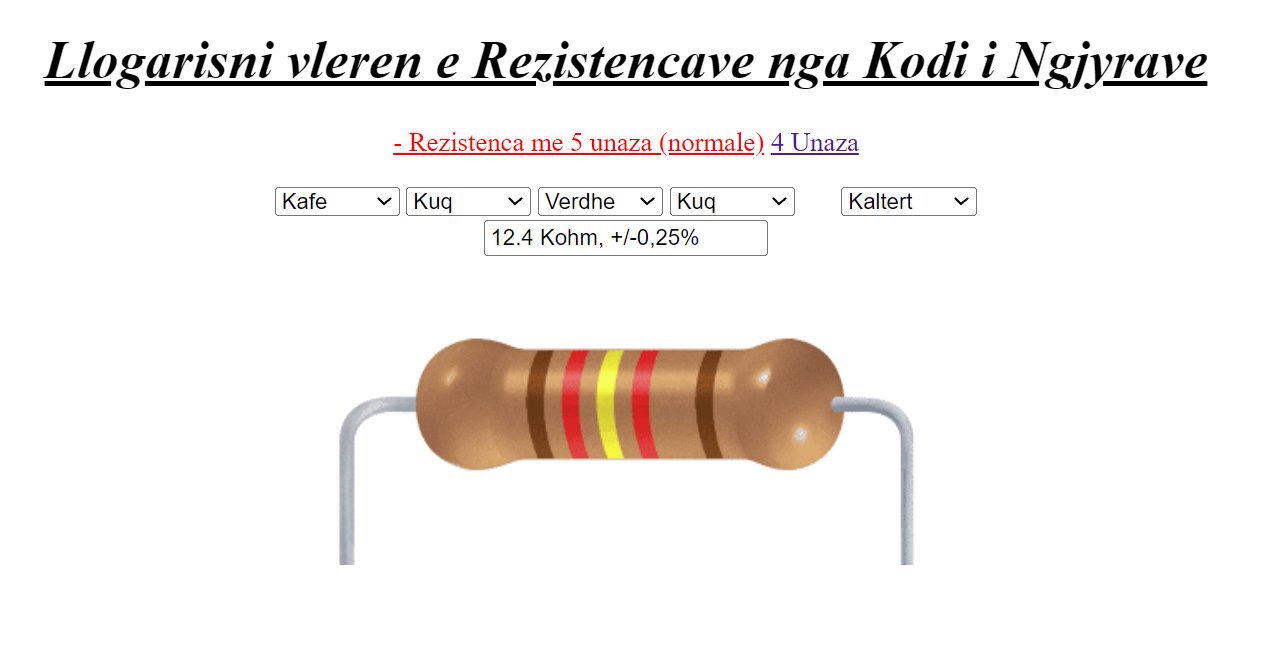 Llogarisni vleren e Rezistencave nga Kodi i Ngjyrave
- Rezistenca me 5 unaza (normale) 4 Unaza
Kafe Kuq Verdhe Kuq Kaltert
12.4 Kohm, +/-0,25%